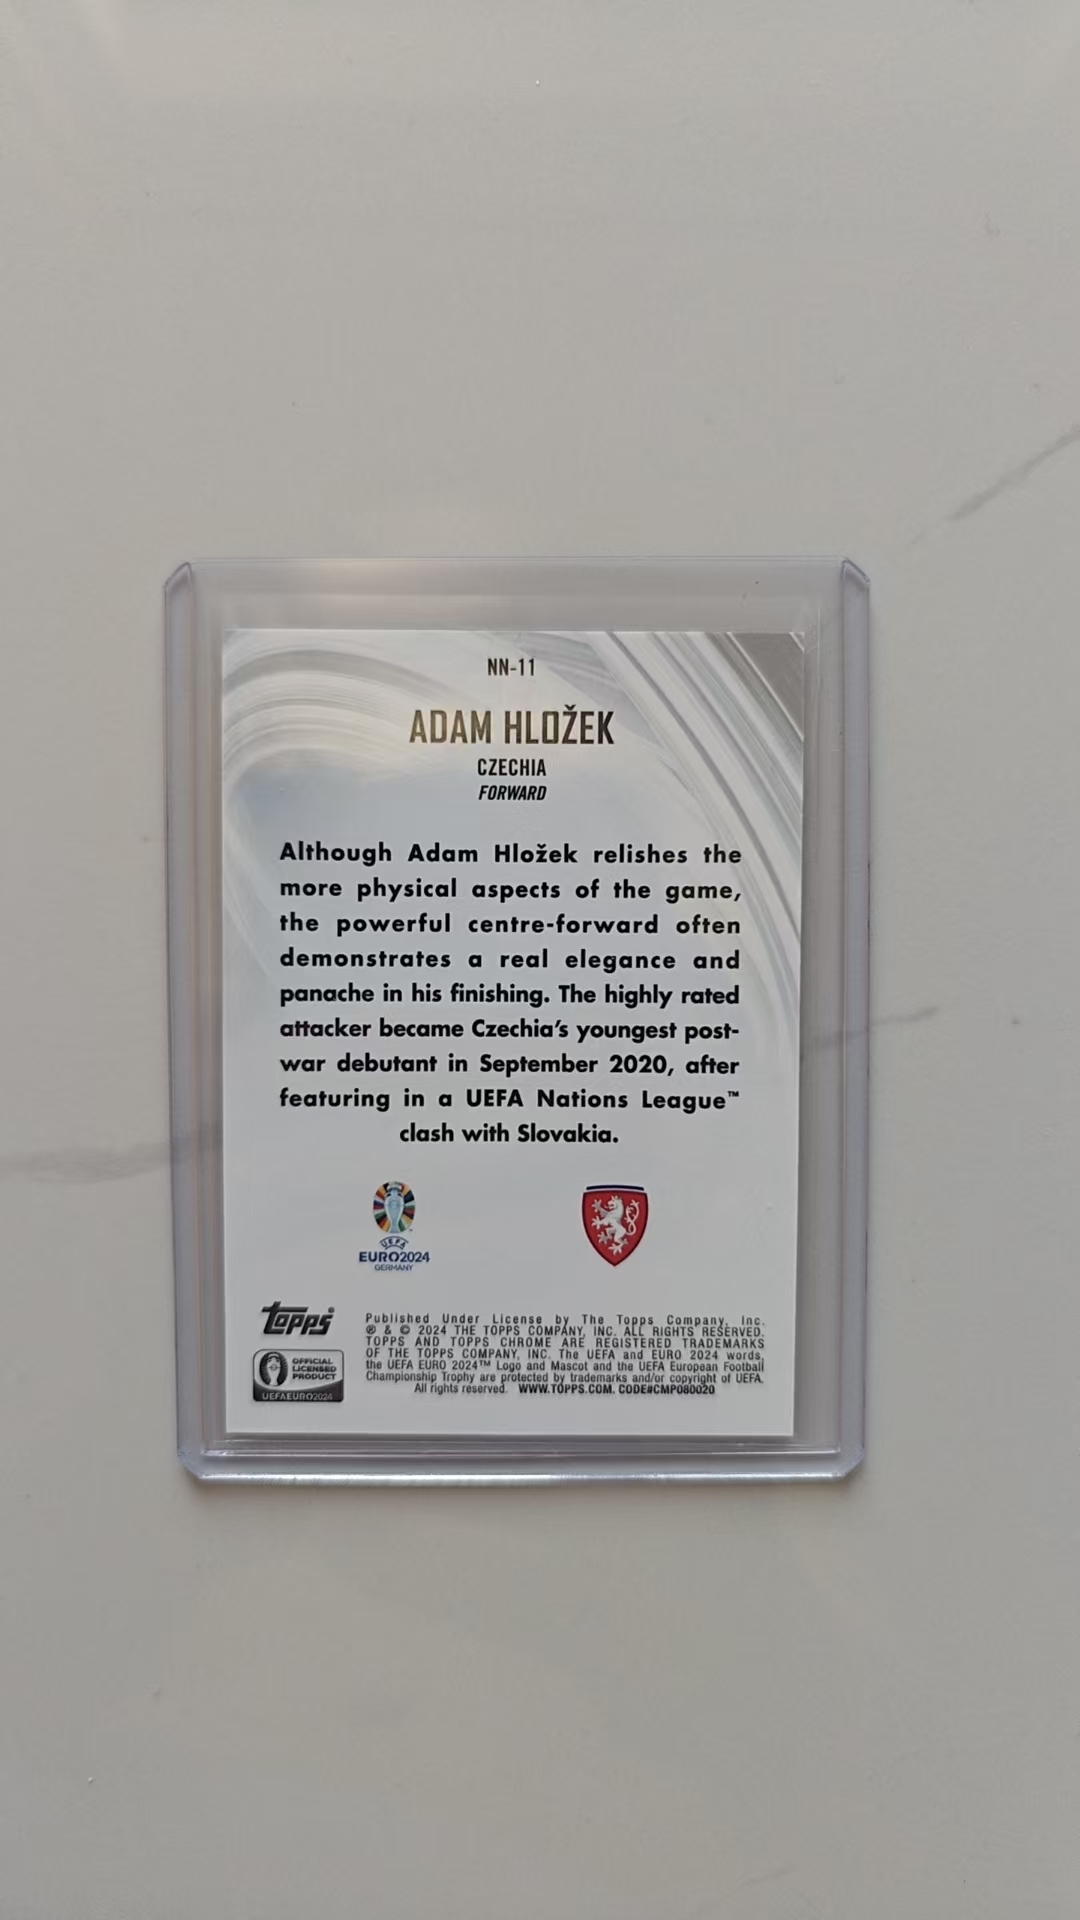 NN-11
ADAM HLOŽEK
CZECHIA
FORWARD
Although Adam Hložek relishes the
more physical aspects of the game,
the powerful centre-forward often
demonstrates a real elegance and
panache in his finishing. The highly rated
attacker became Czechia's youngest post-
war debutant in September 2020, after
featuring in a UEFA Nations League™
clash with Slovakia.
UEFA
EURO2024
GERMANY
Topps®
OFFICIAL
LICENSED
PRODUCT
UEFAEURO2024
Published Under License by The Topps Company, Inc.
® & © 2024 THE TOPPS COMPANY, INC. ALL RIGHTS RESERVED.
TOPPS AND TOPPS CHROME ARE REGISTERED TRADEMARKS
OF THE TOPPS COMPANY, INC. The UEFA and EURO 2024 words,
the UEFA EURO 2024™ Logo and Mascot and the UEFA European Football
Championship Trophy are protected by trademarks and/or copyright of UEFA.
All rights reserved. WWW.TOPPS.COM. CODE#CMP080020